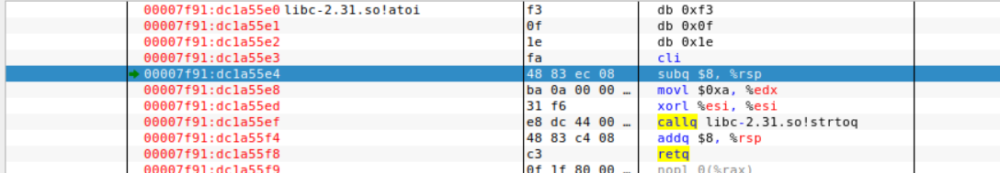 00007f91:dc1a55e0 libc-2.31.so!atoi f3 db 0xf3
00007f91:dc1a55e1 0f db 0x0f
00007f91:dc1a55e2 1e db 0x1e
00007f91:dc1a55e3 fa cli
00007f91:dc1a55e4 48 83 ec 08 subq $8, %rsp
00007f91:dc1a55e8 ba 0a 00 00 … movl $0xa, %edx
00007f91:dc1a55ed 31 f6 xorl %esi, %esi
00007f91:dc1a55ef e8 dc 44 00 … callq libc-2.31.so!strtoq
00007f91:dc1a55f4 48 83 c4 08 addq $8, %rsp
00007f91:dc1a55f8 c3 retq
00007f91:dc1a55f9 0f 1f 80 00 … nopl 0(%rax)